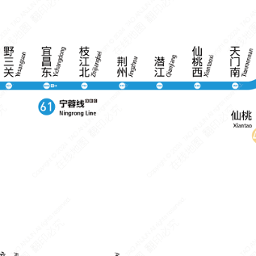 野三关 Yesanguan
宜昌东 Yichangdong
枝江北 Zhijiangbei
荆州 Jingzhou
潜江 Qianjiang
仙桃西 Xiantaoxi
天门南 Tianmennan
61 宁蓉线
Ningrong Line
仙桃
Xiantao